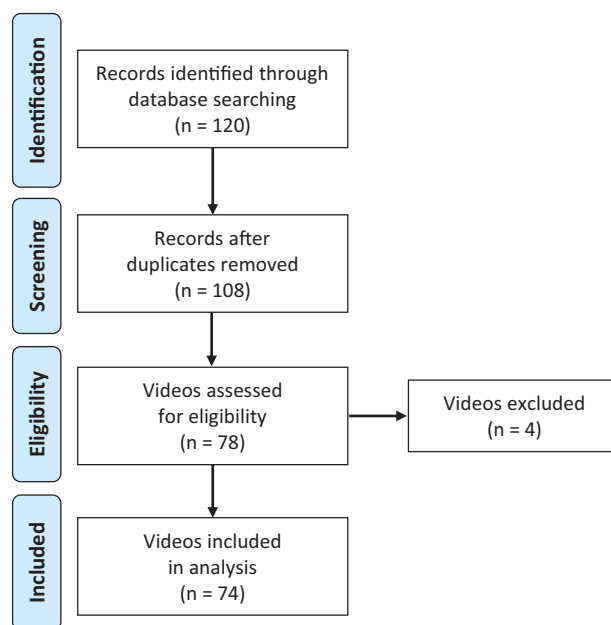 Identification
Records identified through
database searching
(n = 120)
Screening
Records after
duplicates removed
(n = 108)
Eligibility
Videos assessed
for eligibility
(n = 78)
Videos excluded
(n = 4)
Included
Videos included
in analysis
(n = 74)